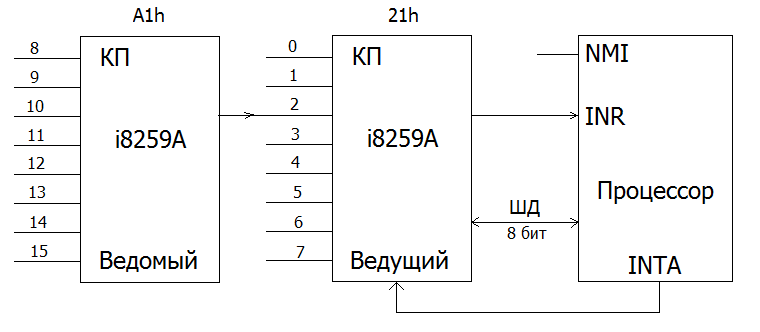 A1h
21h
8
9
10
11
12
13
14
15
КП
i8259A
Ведомый
0
1
2
3
4
5
6
7
КП
i8259A
Ведущий
ШД
8 бит
NMI
INR
Процессор
INTA